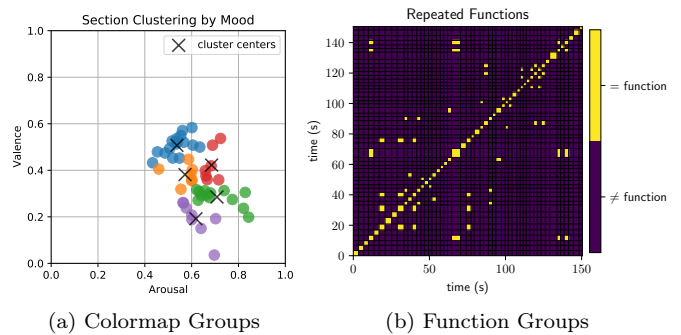 Section Clustering by Mood
cluster centers
1.0
0.8
0.6
0.4
0.2
0.0
Valence
0.0 0.2 0.4 0.6 0.8 1.0
Arousal
(a) Colormap Groups
Repeated Functions
140
120
100
80
60
40
20
0
time (s)
0 50 100 150
time (s)
= function
≠ function
(b) Function Groups